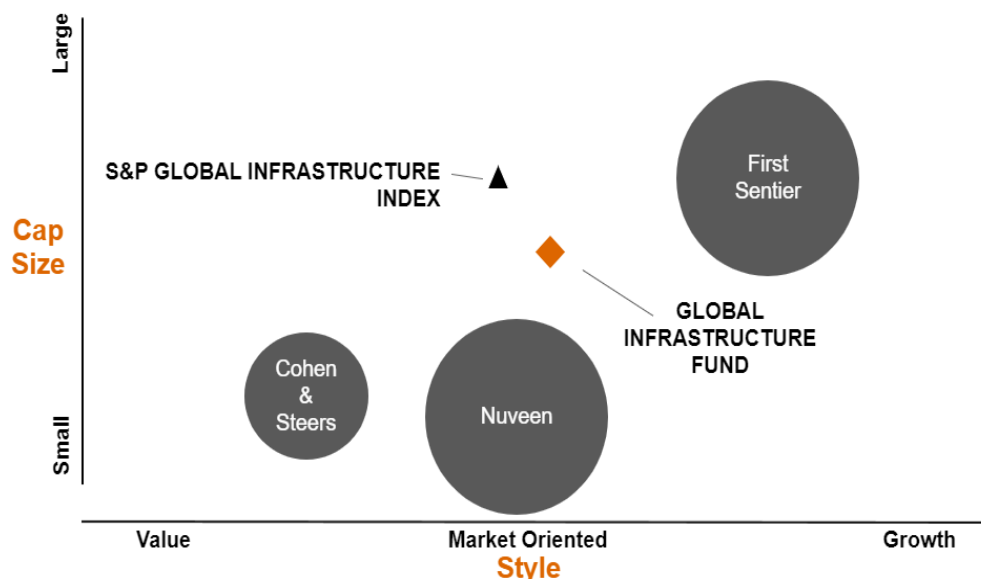 Large
S&P GLOBAL INFRASTRUCTURE
INDEX
First
Sentier
Cap
Size
GLOBAL
INFRASTRUCTURE
FUND
Cohen
&
Steers
Nuveen
Small
Value
Market Oriented
Growth
Style